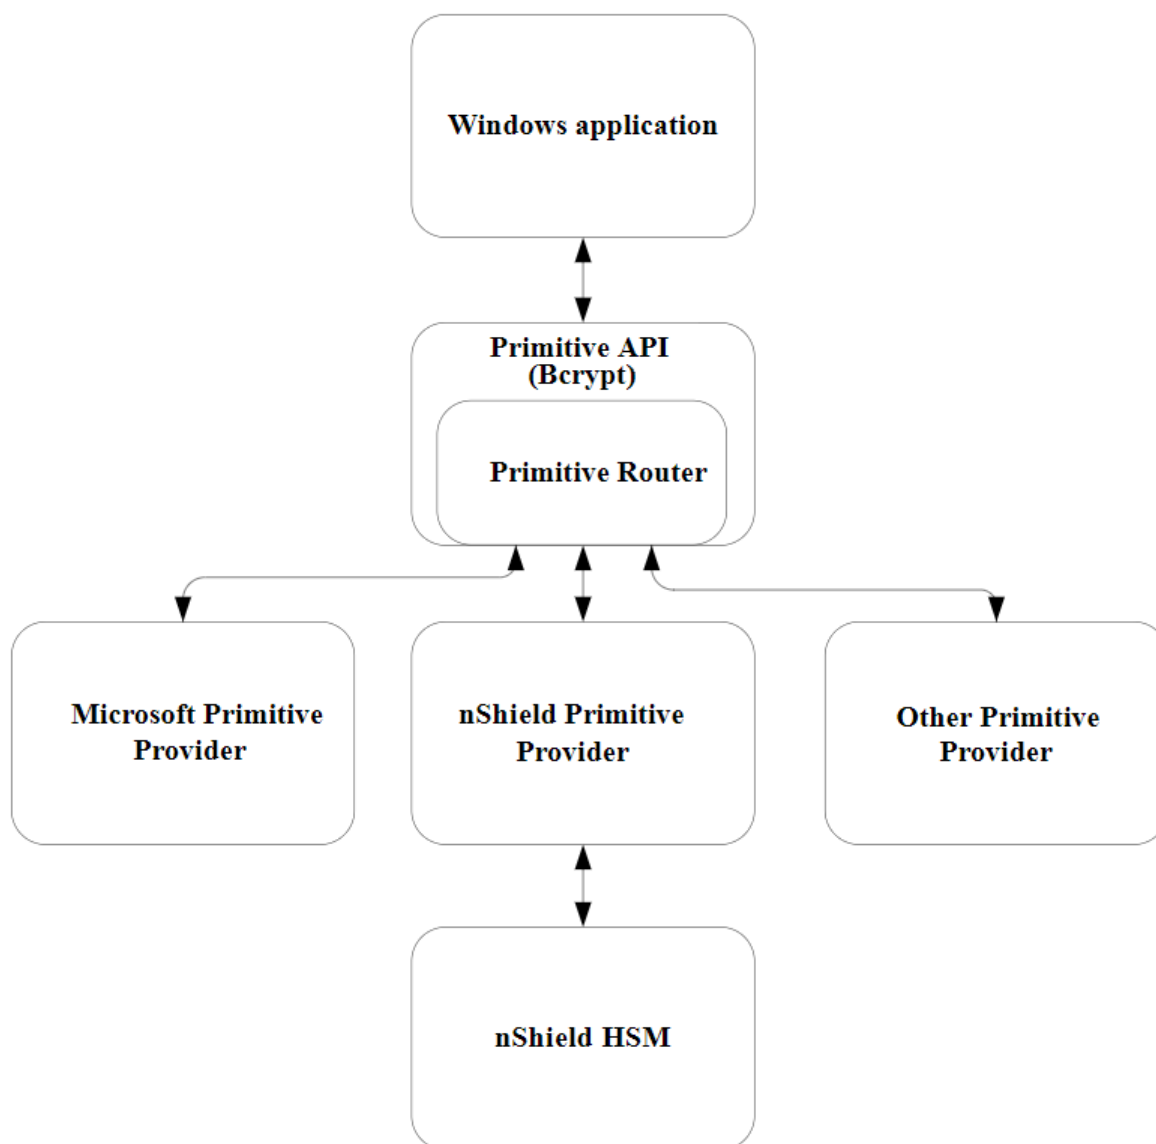 Windows application
Primitive API
(Bcrypt)
Primitive Router
Microsoft Primitive
Provider
nShield Primitive
Provider
Other Primitive
Provider
nShield HSM